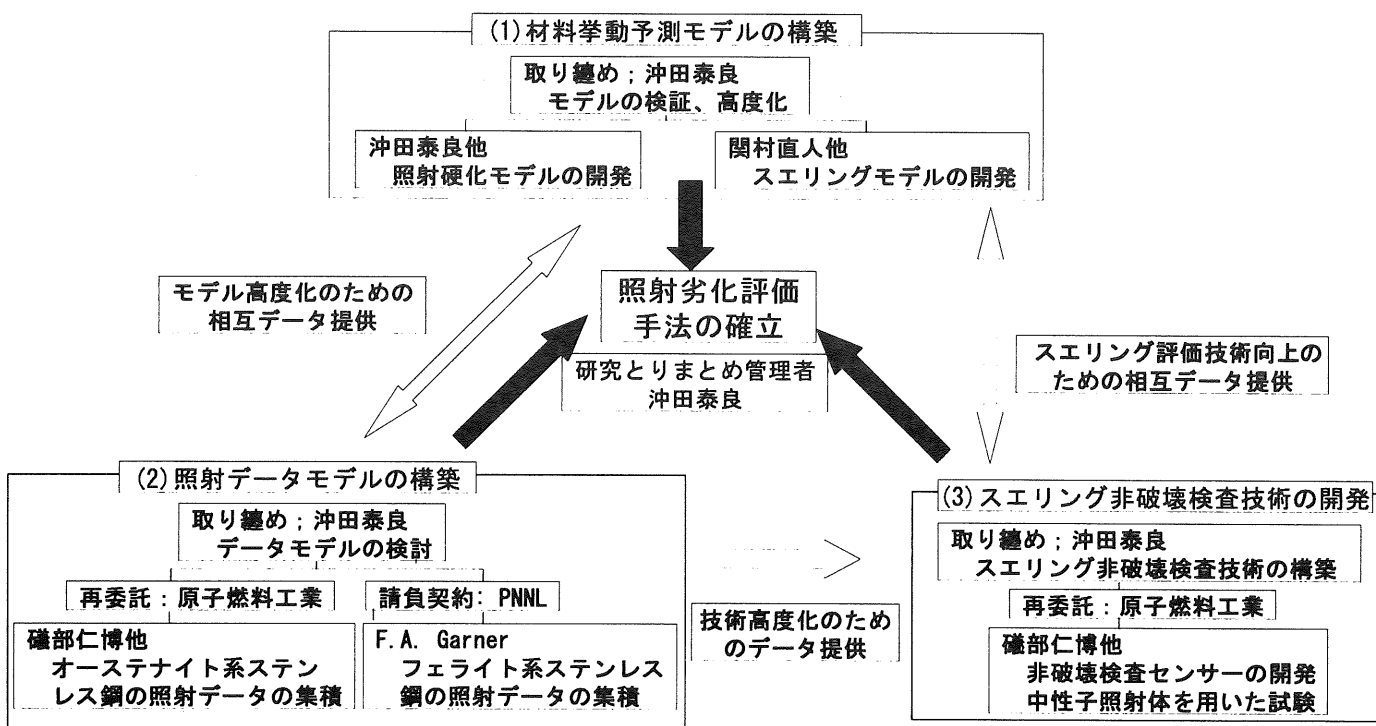 (1)材料挙動予測モデルの構築
取り纏め；沖田泰良
モデルの検証、高度化
沖田泰良他
照射硬化モデルの開発
関村直人他
スエリングモデルの開発
モデル高度化のための
相互データ提供
照射劣化評価
手法の確立
研究とりまとめ管理者
沖田泰良
スエリング評価技術向上の
ための相互データ提供
(2)照射データモデルの構築
取り纏め；沖田泰良
データモデルの検討
再委託：原子燃料工業
請負契約: PNNL
礒部仁博他
オーステナイト系ステン
レス鋼の照射データの集積
F.A. Garner
フェライト系ステンレス
鋼の照射データの集積
技術高度化のため
のデータ提供
(3)スエリング非破壊検査技術の開発
取り纏め；沖田泰良
スエリング非破壊検査技術の構築
再委託：原子燃料工業
礒部仁博他
非破壊検査センサーの開発
中性子照射体を用いた試験